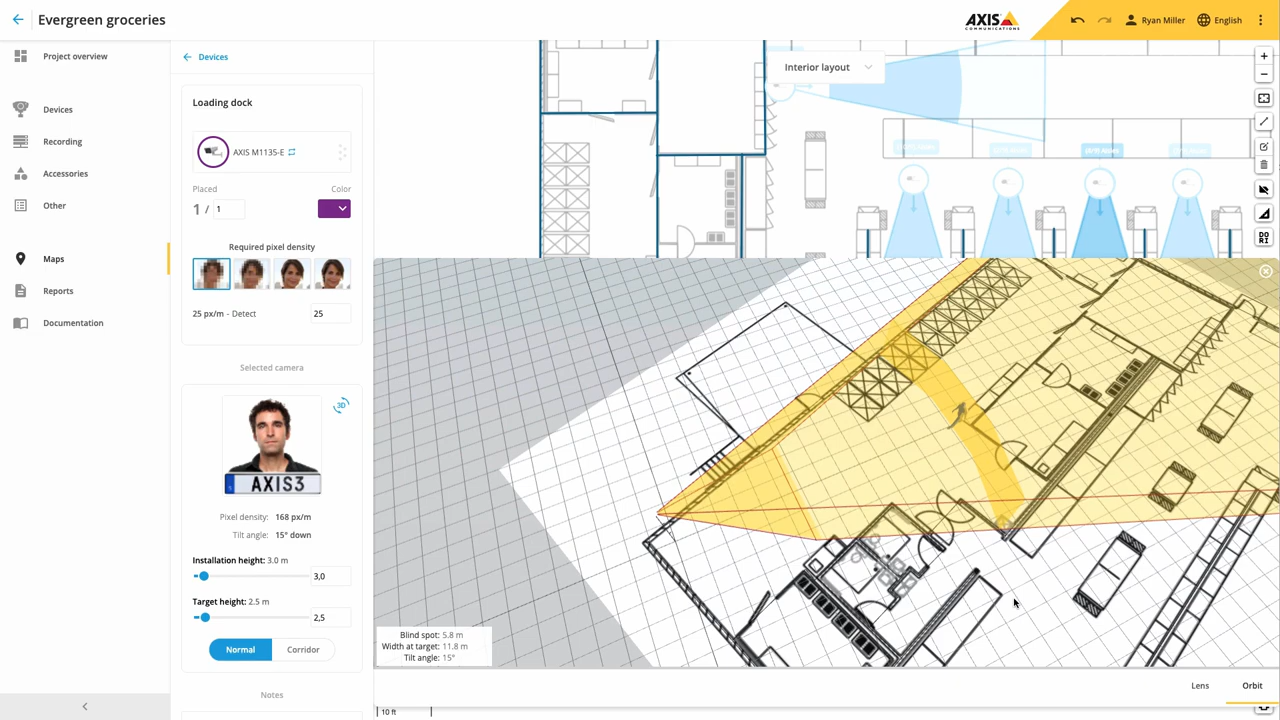 Evergreen groceries
AXIS
COMMUNICATIONS
Ryan Miller
English
Project overview
Devices
Recording
Accessories
Other
Maps
Reports
Documentation
Devices
Loading dock
AXIS M1135-E
Placed
Color
1 / 1
Required pixel density
25 px/m - Detect
25
Selected camera
3D
AXIS3
Pixel density: 168 px/m
Tilt angle: 15° down
Installation height: 3.0 m
3,0
Target height: 2.5 m
2,5
Normal
Corridor
Notes
Interior layout
DO
RI
Blind spot: 5.8 m
Width at target: 11.8 m
Tilt angle: 15°
Lens
Orbit
10 ft